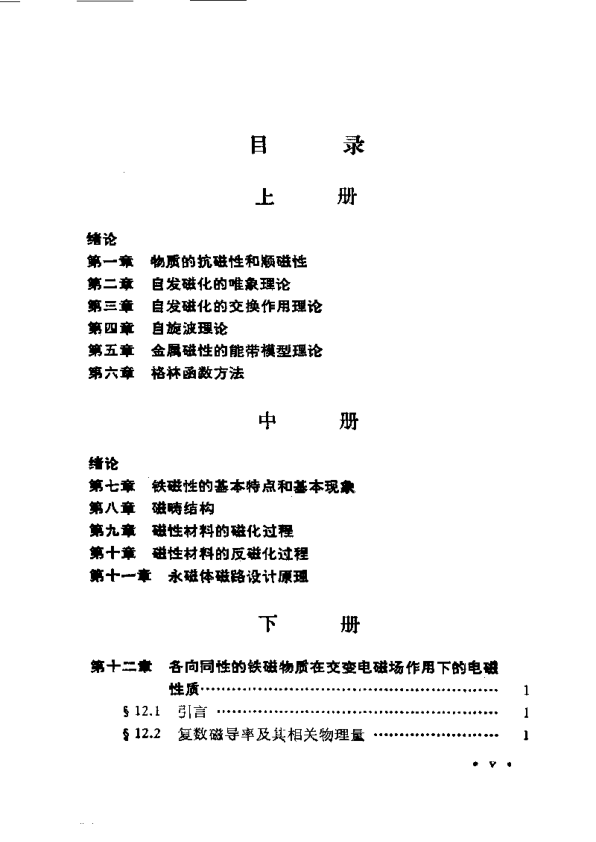 目 录
上 册
绪论
第一章 物质的抗磁性和顺磁性
第二章 自发磁化的唯象理论
第三章 自发磁化的交换作用理论
第四章 自旋波理论
第五章 金属磁性的能带模型理论
第六章 格林函数方法
中 册
绪论
第七章 铁磁性的基本特点和基本现象
第八章 磁畴结构
第九章 磁性材料的磁化过程
第十章 磁性材料的反磁化过程
第十一章 永磁体磁路设计原理
下 册
第十二章 各向同性的铁磁物质在交变电磁场作用下的电磁
性质…………………………………………… 1
§12.1 引言 ………………………………………… 1
§12.2 复数磁导率及其相关物理量 ………………… 1
• v •